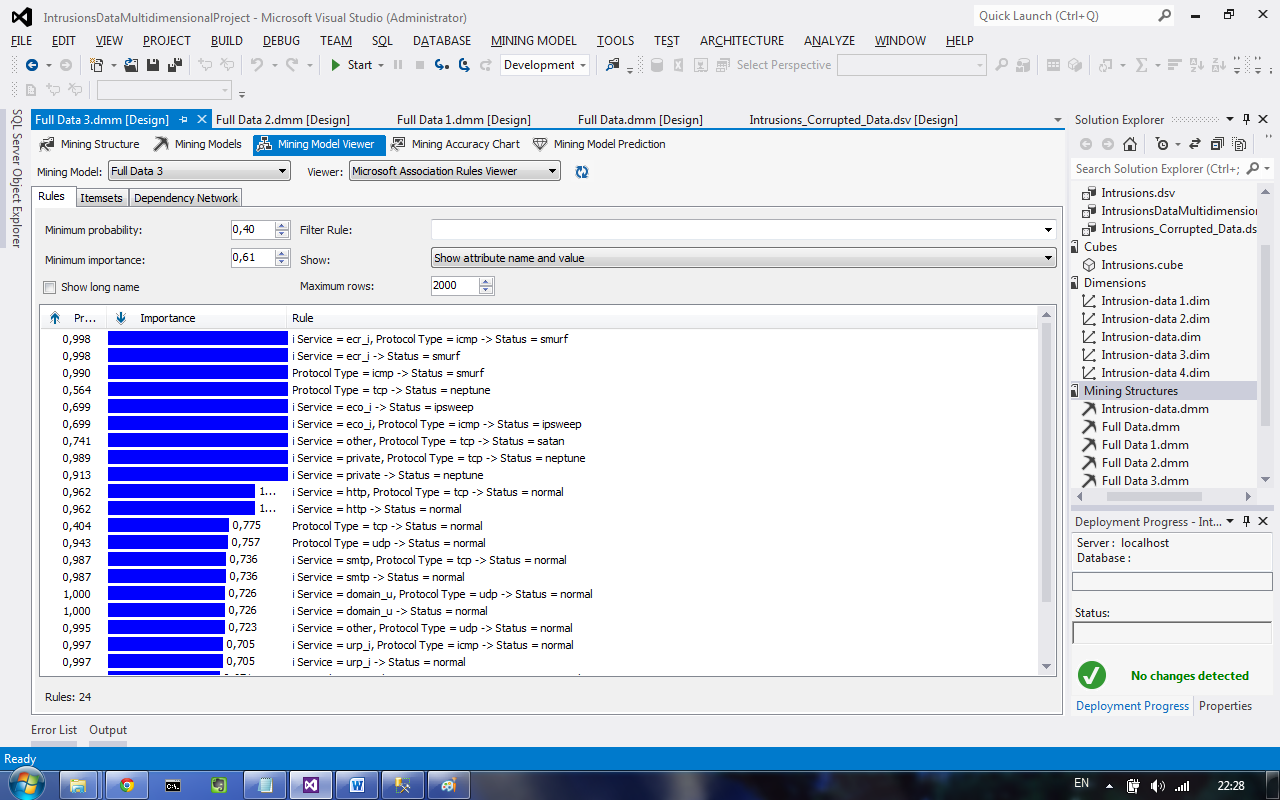 IntrusionsDataMultidimensionalProject - Microsoft Visual Studio (Administrator)
Quick Launch (Ctrl+Q)
FILE EDIT VIEW PROJECT BUILD DEBUG TEAM SQL DATABASE MINING MODEL TOOLS TEST ARCHITECTURE ANALYZE WINDOW HELP
Start Development Select Perspective
SQL Server Object Explorer
Full Data 3.dmm [Design] Full Data 2.dmm [Design] Full Data 1.dmm [Design] Full Data.dmm [Design] Intrusions_Corrupted_Data.dsv [Design]
Mining Structure Mining Models Mining Model Viewer Mining Accuracy Chart Mining Model Prediction
Mining Model: Full Data 3 Viewer: Microsoft Association Rules Viewer
Rules Itemsets Dependency Network
Minimum probability: 0,40 Filter Rule:
Minimum importance: 0,61 Show: Show attribute name and value
Show long name Maximum rows: 2000
Pr... Importance Rule
0,998 i Service = ecr_i, Protocol Type = icmp -> Status = smurf
0,998 i Service = ecr_i -> Status = smurf
0,990 Protocol Type = icmp -> Status = smurf
0,564 Protocol Type = tcp -> Status = neptune
0,699 i Service = eco_i -> Status = ipsweep
0,699 i Service = eco_i, Protocol Type = icmp -> Status = ipsweep
0,741 i Service = other, Protocol Type = tcp -> Status = satan
0,989 i Service = private, Protocol Type = tcp -> Status = neptune
0,913 i Service = private -> Status = neptune
0,962 1... i Service = http, Protocol Type = tcp -> Status = normal
0,962 1... i Service = http -> Status = normal
0,404 0,775 Protocol Type = tcp -> Status = normal
0,943 0,757 Protocol Type = udp -> Status = normal
0,987 0,736 i Service = smtp, Protocol Type = tcp -> Status = normal
0,987 0,736 i Service = smtp -> Status = normal
1,000 0,726 i Service = domain_u, Protocol Type = udp -> Status = normal
1,000 0,726 i Service = domain_u -> Status = normal
0,995 0,723 i Service = other, Protocol Type = udp -> Status = normal
0,997 0,705 i Service = urp_i, Protocol Type = icmp -> Status = normal
0,997 0,705 i Service = urp_i -> Status = normal
Rules: 24
Solution Explorer
Search Solution Explorer (Ctrl+;
Intrusions.dsv
IntrusionsDataMultidimension
Intrusions_Corrupted_Data.ds
Cubes
Intrusions.cube
Dimensions
Intrusion-data 1.dim
Intrusion-data 2.dim
Intrusion-data.dim
Intrusion-data 3.dim
Intrusion-data 4.dim
Mining Structures
Intrusion-data.dmm
Full Data.dmm
Full Data 1.dmm
Full Data 2.dmm
Full Data 3.dmm
Deployment Progress - Int...
Server : localhost
Database :
Status:
No changes detected
Deployment Progress Properties
Error List Output
Ready
EN 22:28